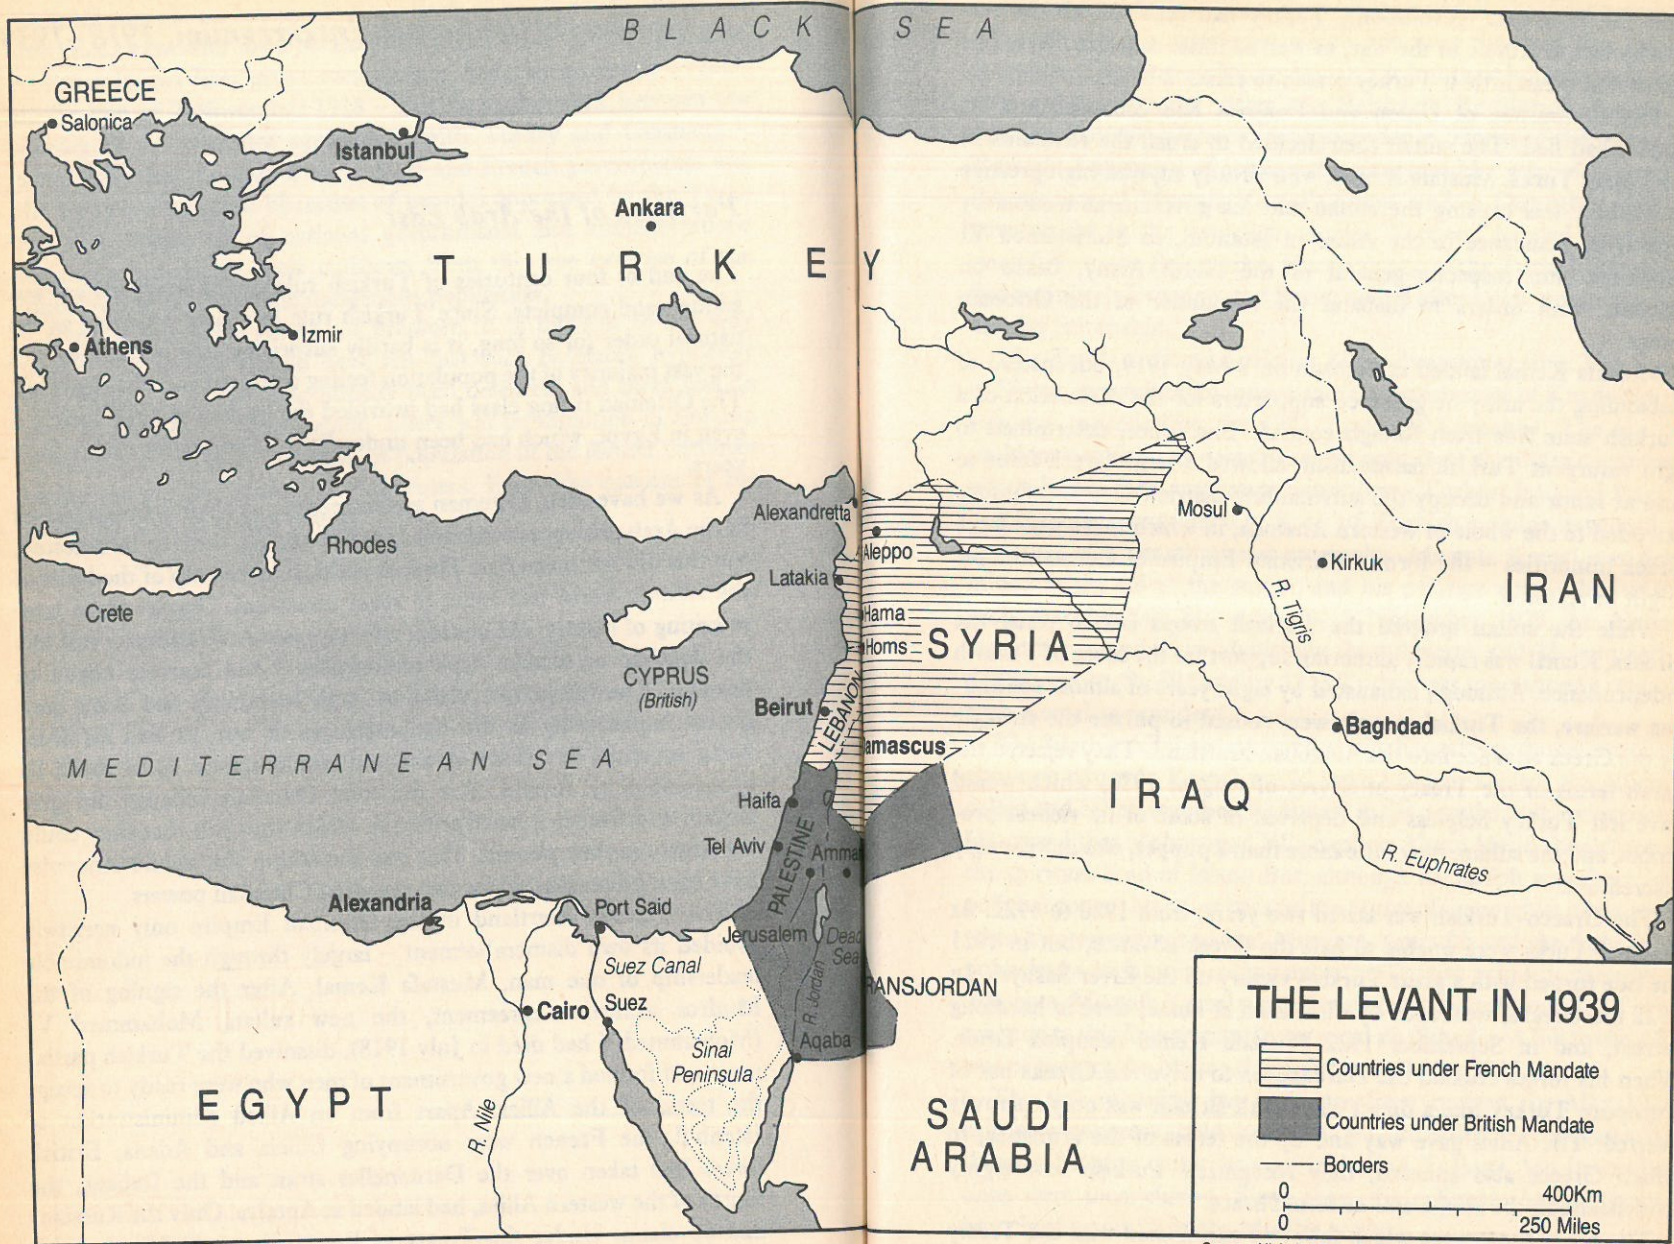 BLACK SEA
GREECE
Salonica
Istanbul
Ankara
TURKEY
Izmir
Athens
Rhodes
Crete
Alexandretta
Aleppo
Latakia
Hama
Homs
SYRIA
Mosul
Kirkuk
R. Tigris
IRAN
CYPRUS
(British)
Beirut
LEBANON
amascus
Baghdad
MEDITERRANEAN SEA
IRAQ
R. Euphrates
Haifa
Tel Aviv
PALESTINE
Amma
Jerusalem
Dead
Sea
R. Jordan
RANSJORDAN
Aqaba
Alexandria
Port Said
Suez Canal
Suez
Cairo
Sinai
Peninsula
EGYPT
R. Nile
SAUDI
ARABIA
THE LEVANT IN 1939
Countries under French Mandate
Countries under British Mandate
Borders
0 400Km
0 250 Miles